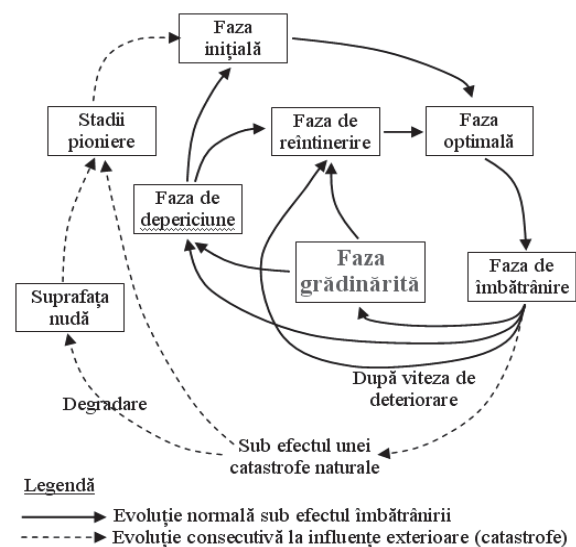 Faza
inițială
Stadii
pioniere
Faza de
reîntinerire
Faza
optimală
Faza de
depericiune
Faza
grădinărită
Faza de
îmbătrânire
Suprafața
nudă
După viteza de
deteriorare
Degradare
Sub efectul unei
catastrofe naturale
Legendă
Evoluție normală sub efectul îmbătrânirii
Evoluție consecutivă la influențe exterioare (catastrofe)